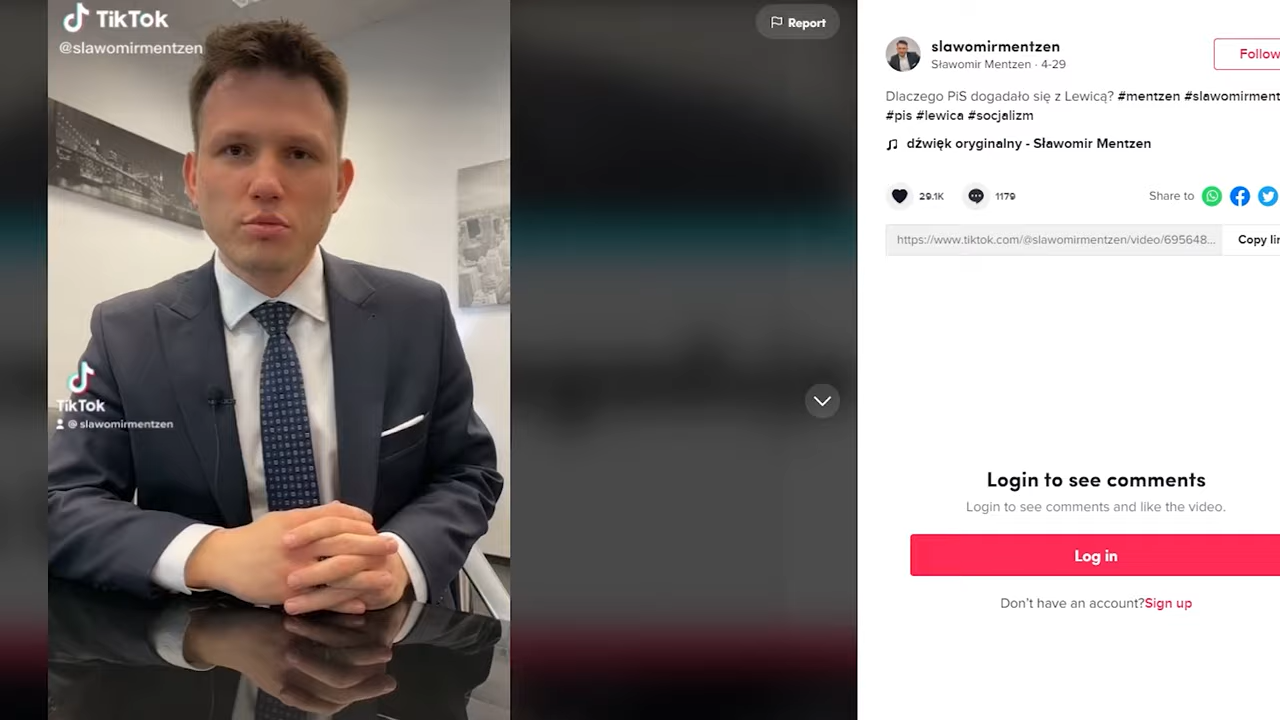 TikTok
@slawomirmentzen
TikTok
@ slawomirmentzen
Report
slawomirmentzen
Sławomir Mentzen · 4-29
Follow
Dlaczego PiS dogadało się z Lewicą? #mentzen #slawomirment
#pis #lewica #socjalizm
dźwięk oryginalny - Sławomir Mentzen
29.1K
1179
Share to
https://www.tiktok.com/@slawomirmentzen/video/695648...
Copy lin
Login to see comments
Login to see comments and like the video.
Log in
Don't have an account?Sign up